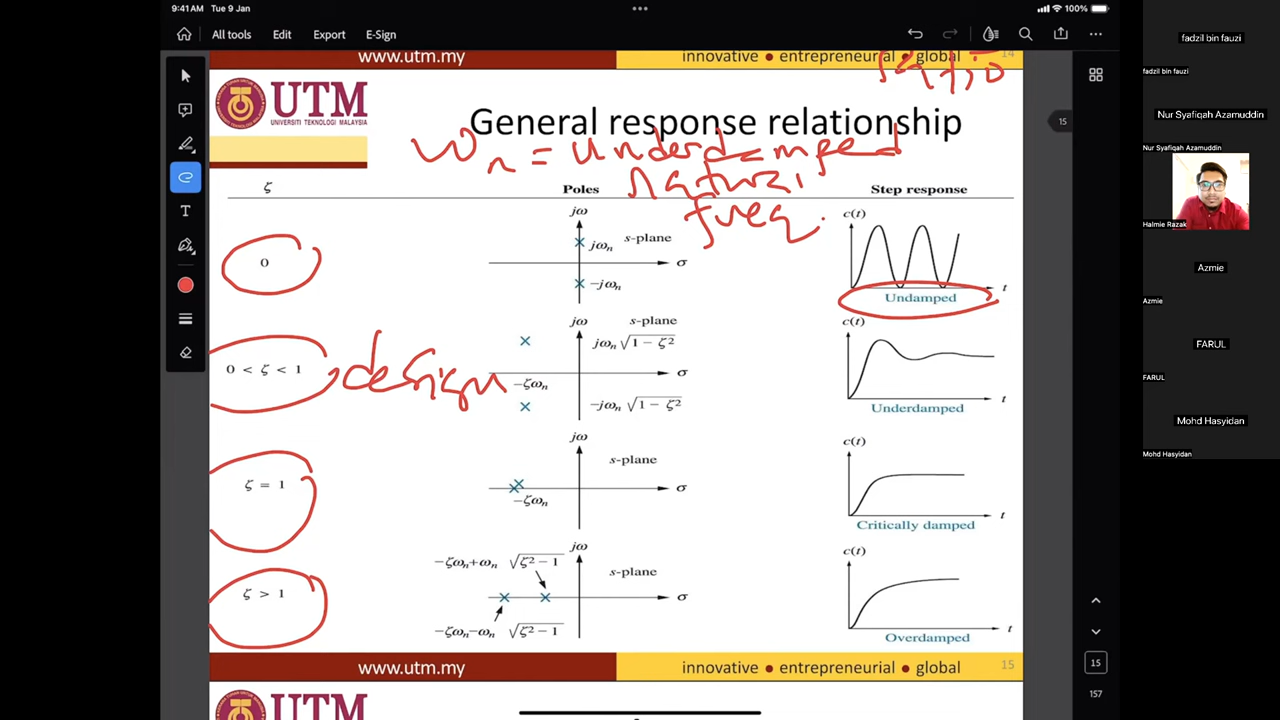 9:41 AM Tue 9 Jan
100%
All tools Edit Export E-Sign
www.utm.my innovative • entrepreneurial • global 14
ratio
UTM
UNIVERSITI TEKNOLOGI MALAYSIA
General response relationship
ωn = underdamped
natural
freq.
ζ Poles Step response
jω
s-plane
jωn
σ
−jωn
0
c(t)
t
Undamped
jω
s-plane
jωn √1 − ζ²
σ
−ζωn
−jωn √1 − ζ²
0 < ζ < 1
design
c(t)
t
Underdamped
jω
s-plane
σ
−ζωn
ζ = 1
c(t)
t
Critically damped
jω
−ζωn+ωn √ζ² − 1
s-plane
σ
−ζωn−ωn √ζ² − 1
ζ > 1
c(t)
t
Overdamped
www.utm.my innovative • entrepreneurial • global 15
15
15
157
fadzil bin fauzi
fadzil bin fauzi
Nur Syafiqah Azamuddin
Nur Syafiqah Azamuddin
Halmie Razak
Azmie
Azmie
FARUL
FARUL
Mohd Hasyidan
Mohd Hasyidan